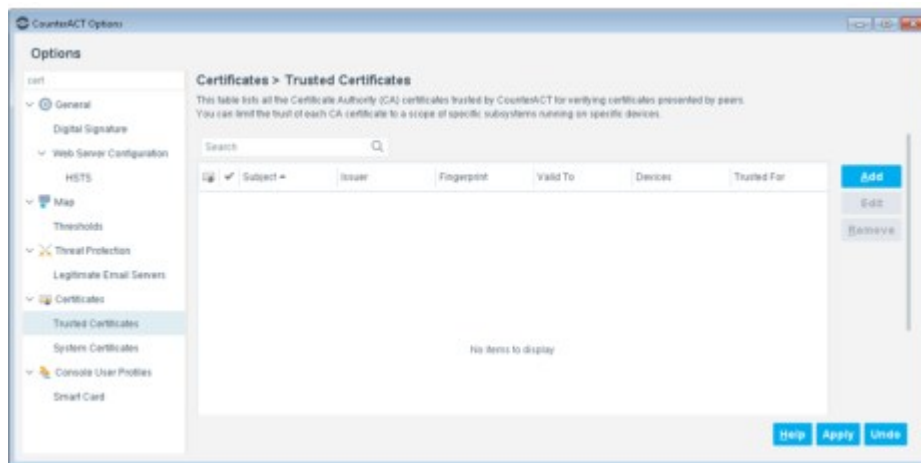 CounterACT Options
Options
cert
General
Digital Signature
Web Server Configuration
HSTS
Map
Thresholds
Threat Protection
Legitimate Email Servers
Certificates
Trusted Certificates
System Certificates
Console User Profiles
Smart Card
Certificates > Trusted Certificates
This table lists all the Certificate Authority (CA) certificates trusted by CounterACT for verifying certificates presented by peers.
You can limit the trust of each CA certificate to a scope of specific subsystems running on specific devices.
Search
Subject Issuer Fingerprint Valid To Devices Trusted For
No items to display
Add
Edit
Remove
Help Apply Undo